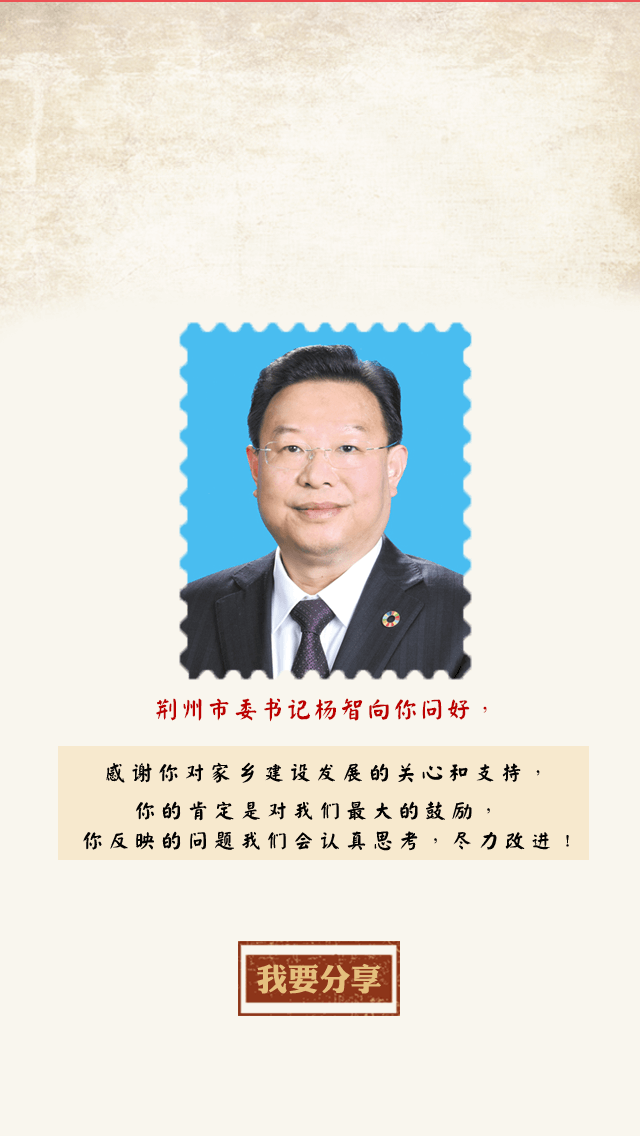 荆州市委书记杨智向你问好，
感谢你对家乡建设发展的关心和支持，
你的肯定是对我们最大的鼓励，
你反映的问题我们会认真思考，尽力改进！
我要分享